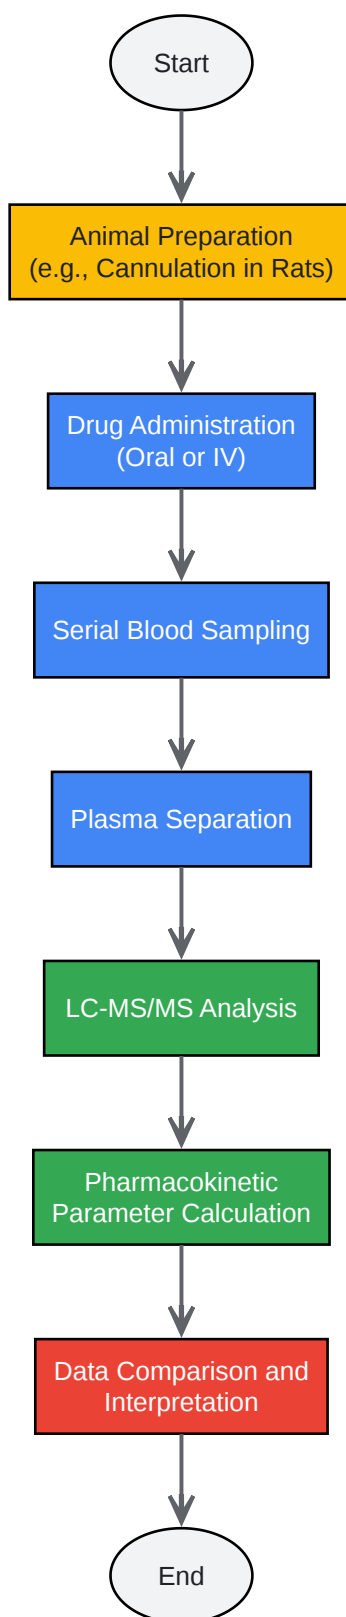 Start
Animal Preparation
(e.g., Cannulation in Rats)
Drug Administration
(Oral or IV)
Serial Blood Sampling
Plasma Separation
LC-MS/MS Analysis
Pharmacokinetic
Parameter Calculation
Data Comparison and
Interpretation
End